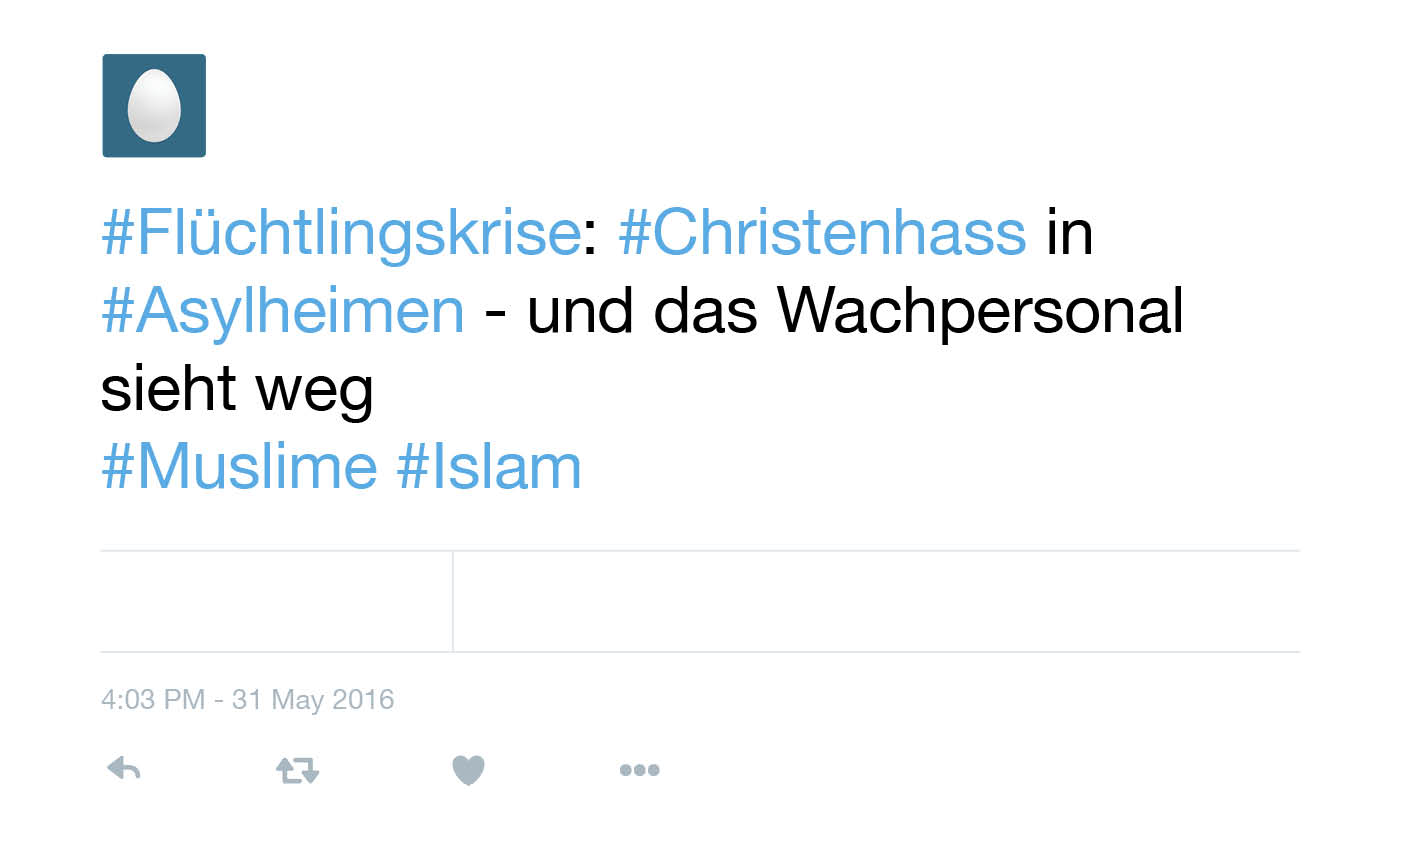 #Flüchtlingskrise: #Christenhass in
#Asylheimen - und das Wachpersonal
sieht weg
#Muslime #Islam
4:03 PM - 31 May 2016